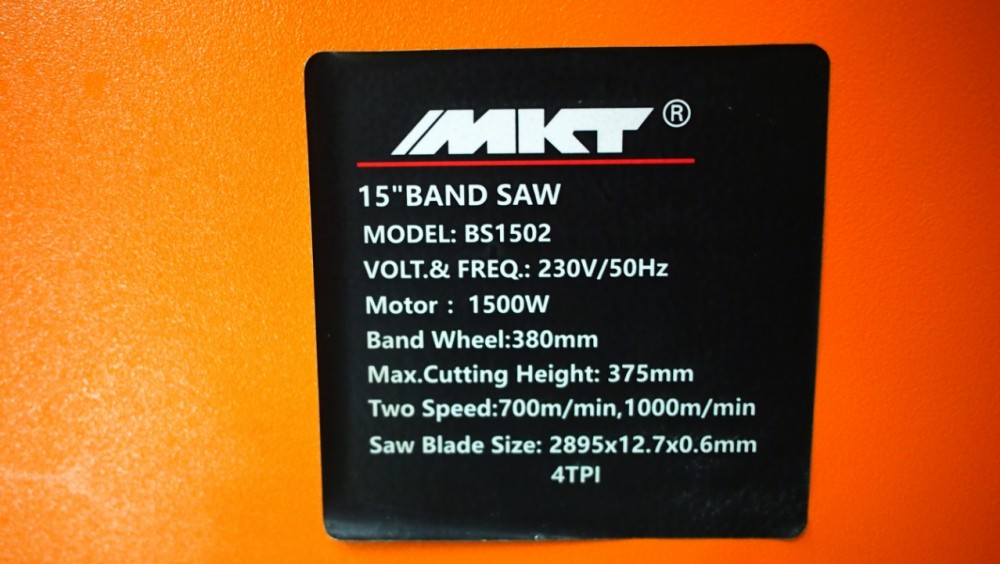 MKT®
15"BAND SAW
MODEL: BS1502
VOLT.& FREQ.: 230V/50Hz
Motor : 1500W
Band Wheel:380mm
Max.Cutting Height: 375mm
Two Speed:700m/min,1000m/min
Saw Blade Size: 2895x12.7x0.6mm
4TPI